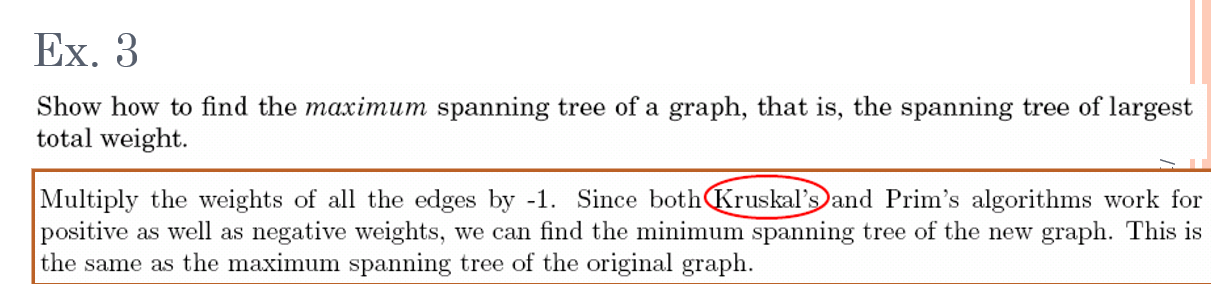 Ex. 3
Show how to find the maximum spanning tree of a graph, that is, the spanning tree of largest
total weight.
Multiply the weights of all the edges by -1. Since both Kruskal's and Prim's algorithms work for
positive as well as negative weights, we can find the minimum spanning tree of the new graph. This is
the same as the maximum spanning tree of the original graph.